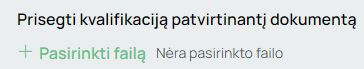 Prisegti kvalifikaciją patvirtinantį dokumentą
+ Pasirinkti failą Nėra pasirinkto failo